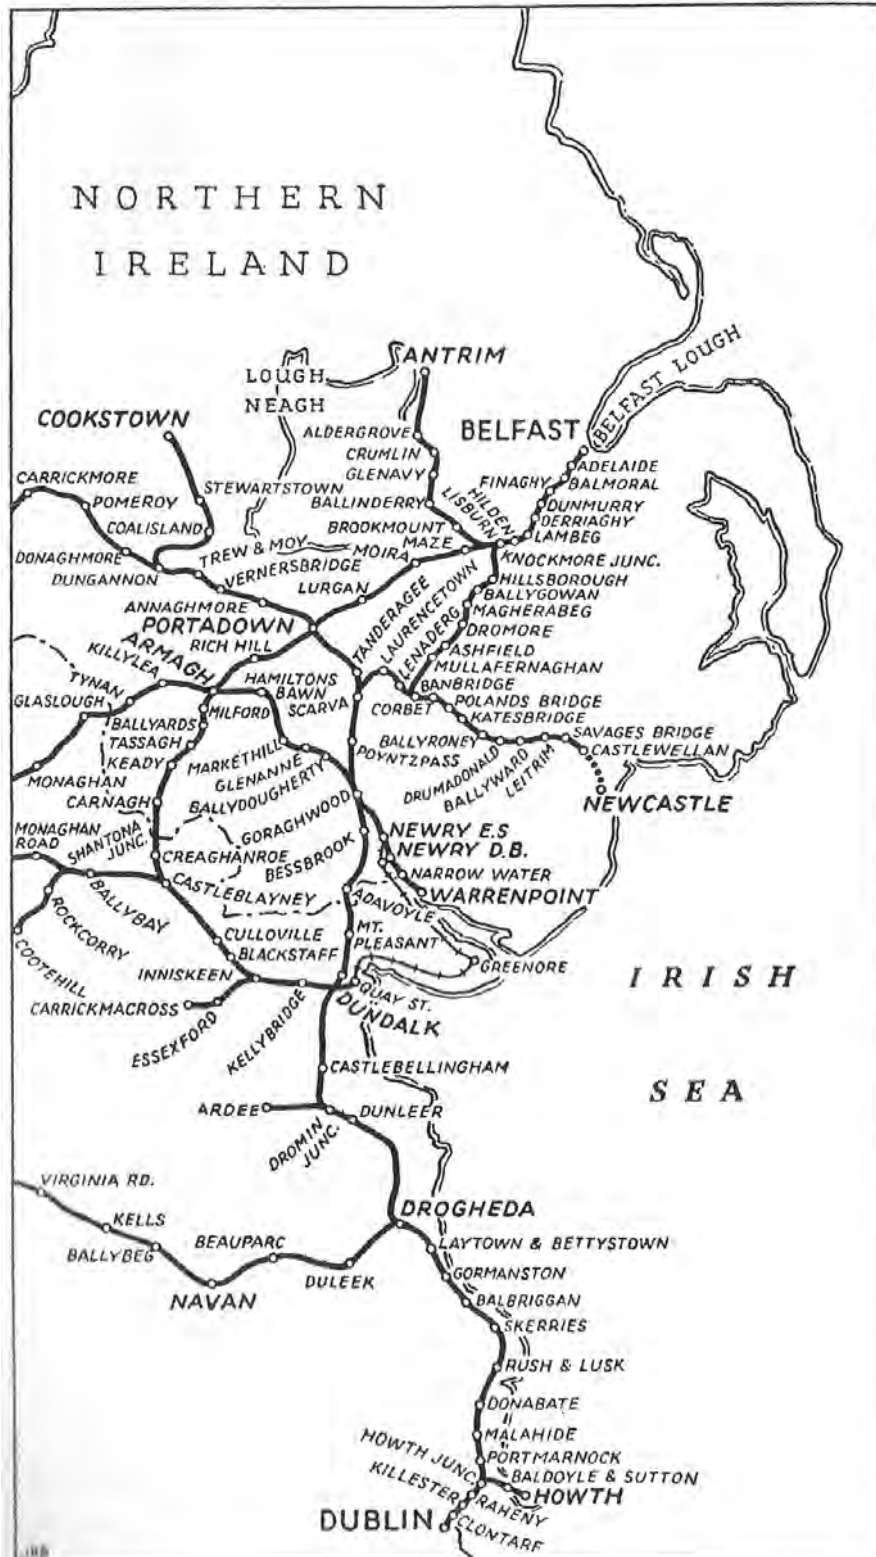 NORTHERN
IRELAND
LOUGH
NEAGH
ANTRIM
BELFAST LOUGH
COOKSTOWN
ALDERGROVE
BELFAST
CRUMLIN
ADELAIDE
GLENAVY
FINAGHY
BALMORAL
CARRICKMORE
STEWARTSTOWN
BALLINDERRY
HILDEN
LISBURN
DUNMURRY
POMEROY
DERRIAGHY
COALISLAND
BROOKMOUNT
LAMBEG
MAZE
DONAGHMORE
TREW & MOY
MOIRA
KNOCKMORE JUNC.
DUNGANNON
VERNERSBRIDGE
HILLSBOROUGH
LURGAN
BALLYGOWAN
ANNAGHMORE
MAGHERABEG
PORTADOWN
TANDERAGEE
LAURENCETOWN
LENADERG
DROMORE
RICH HILL
ASHFIELD
ARMAGH
MULLAFERNAGHAN
KILLYLEA
HAMILTONS
BAWN
BANBRIDGE
TYNAN
SCARVA
CORBET
POLANDS BRIDGE
GLASLOUGH
MILFORD
KATESBRIDGE
BALLYARDS
TASSAGH
MARKETHILL
BALLYRONEY
SAVAGES BRIDGE
KEADY
GLENANNE
POYNTZPASS
DRUMADONALD
BALLYWARD
LEITRIM
CASTLEWELLAN
MONAGHAN
BALLYDOUGHERTY
CARNAGH
NEWCASTLE
GORAGHWOOD
MONAGHAN
ROAD
SHANTONA
JUNC.
NEWRY E.S
CREAGHANROE
BESSBROOK
NEWRY D.B.
NARROW WATER
CASTLEBLAYNEY
WARRENPOINT
BALLYBAY
ADAVOYLE
ROCKCORRY
CULLOVILLE
MT.
PLEASANT
COOTEHILL
BLACKSTAFF
GREENORE
INNISKEEN
IRISH
SEA
CARRICKMACROSS
QUAY ST.
ESSEXFORD
KELLYBRIDGE
DUNDALK
CASTLEBELLINGHAM
ARDEE
DUNLEER
DROMIN
JUNC.
VIRGINIA RD.
DROGHEDA
KELLS
BEAUPARC
LAYTOWN & BETTYSTOWN
BALLYBEG
DULEEK
GORMANSTON
NAVAN
BALBRIGGAN
SKERRIES
RUSH & LUSK
DONABATE
MALAHIDE
HOWTH JUNC.
PORTMARNOCK
BALDOYLE & SUTTON
KILLESTER
HOWTH
RAHENY
DUBLIN
CLONTARF